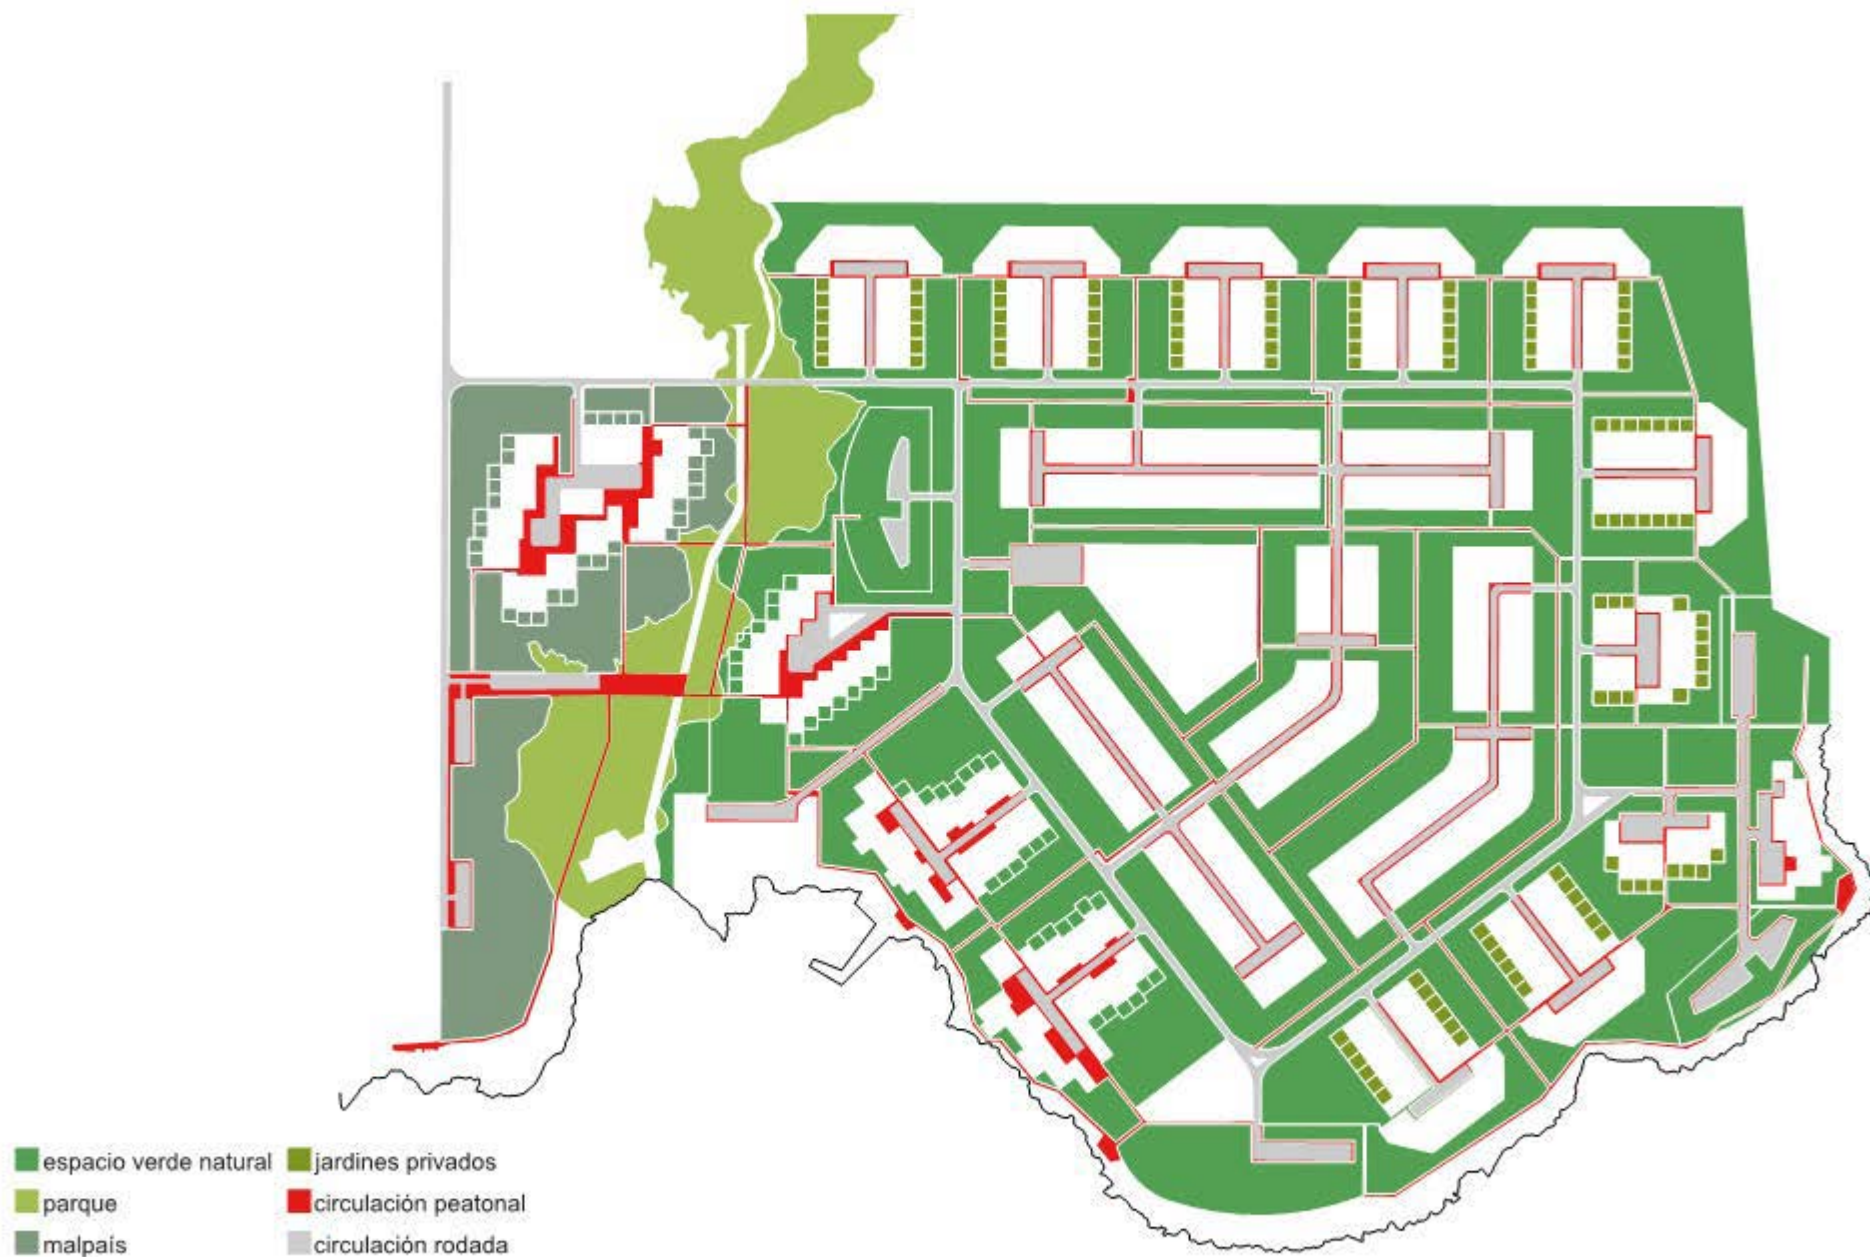 espacio verde natural
parque
malpaís
jardines privados
circulación peatonal
circulación rodada